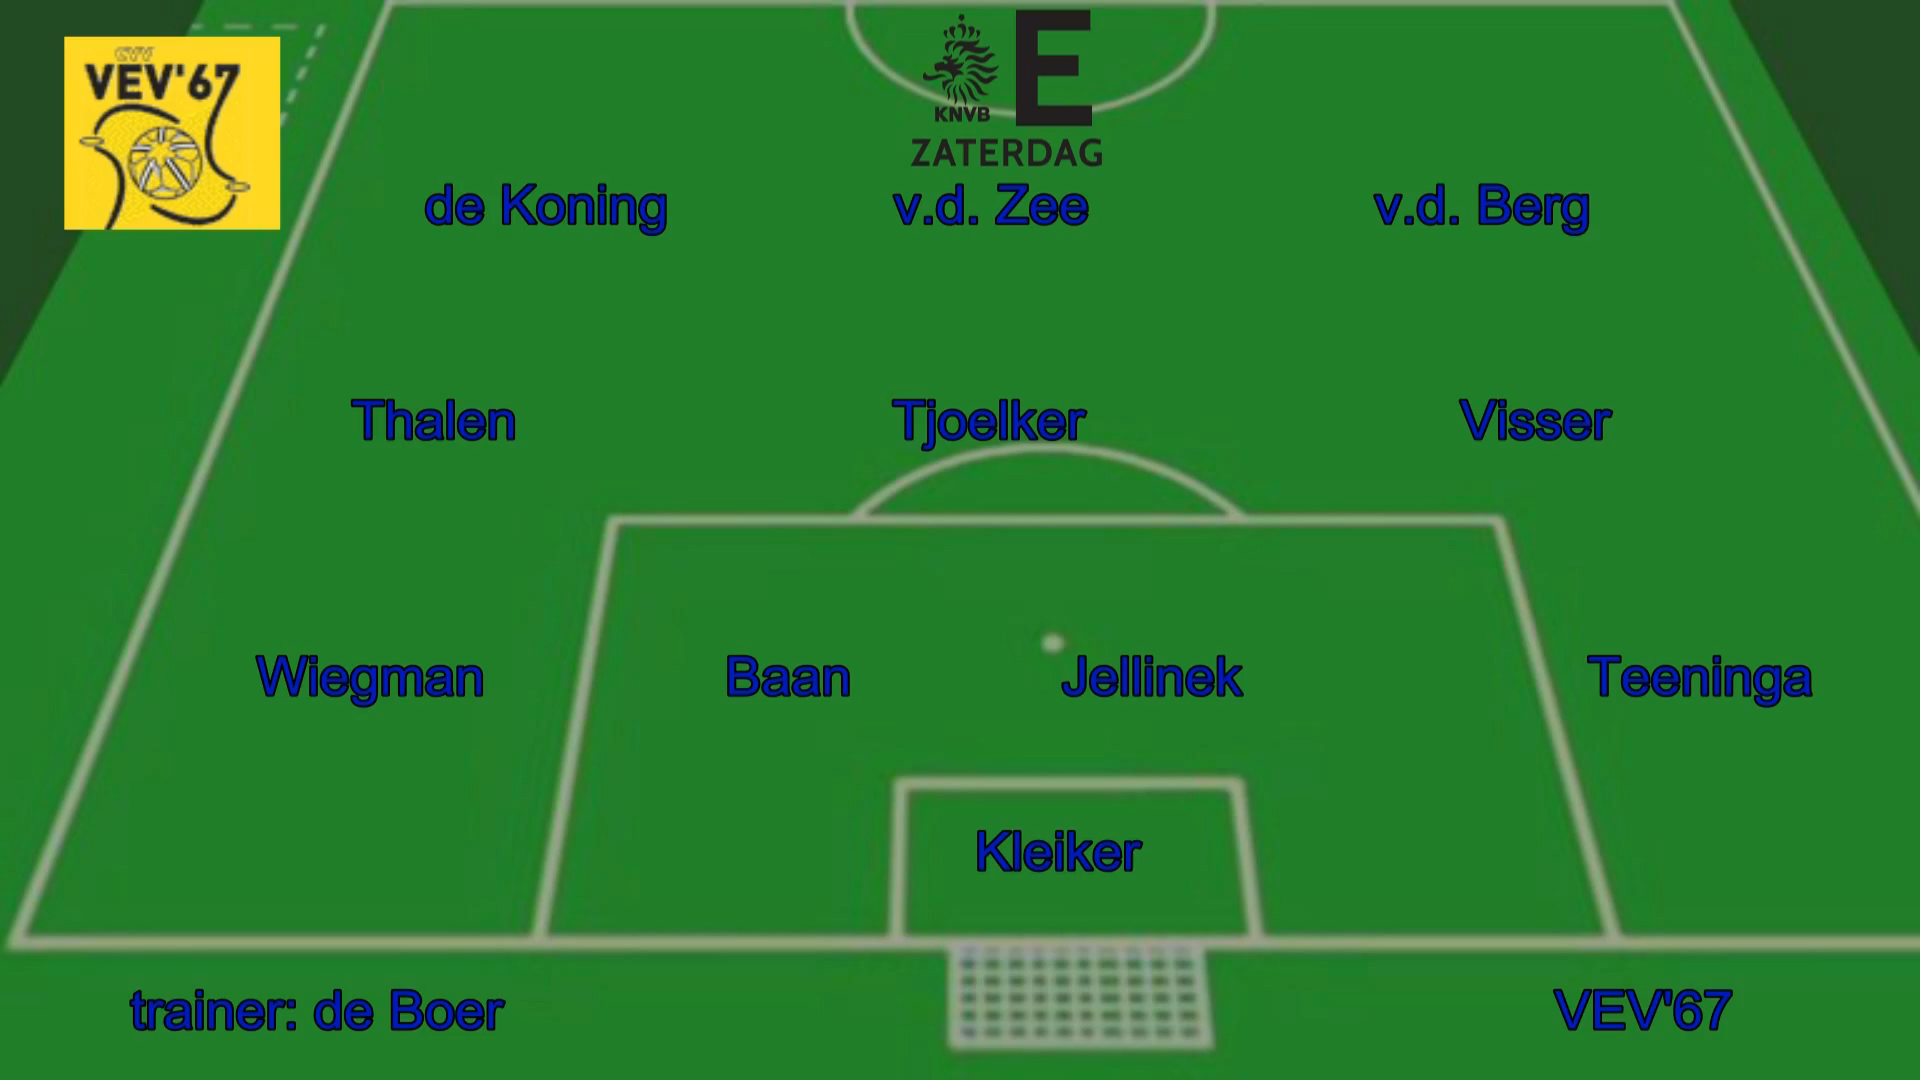 CVV
VEV'67
KNVB
E
ZATERDAG
de Koning v.d. Zee v.d. Berg
Thalen Tjoelker Visser
Wiegman Baan Jellinek Teeninga
Kleiker
trainer: de Boer VEV'67